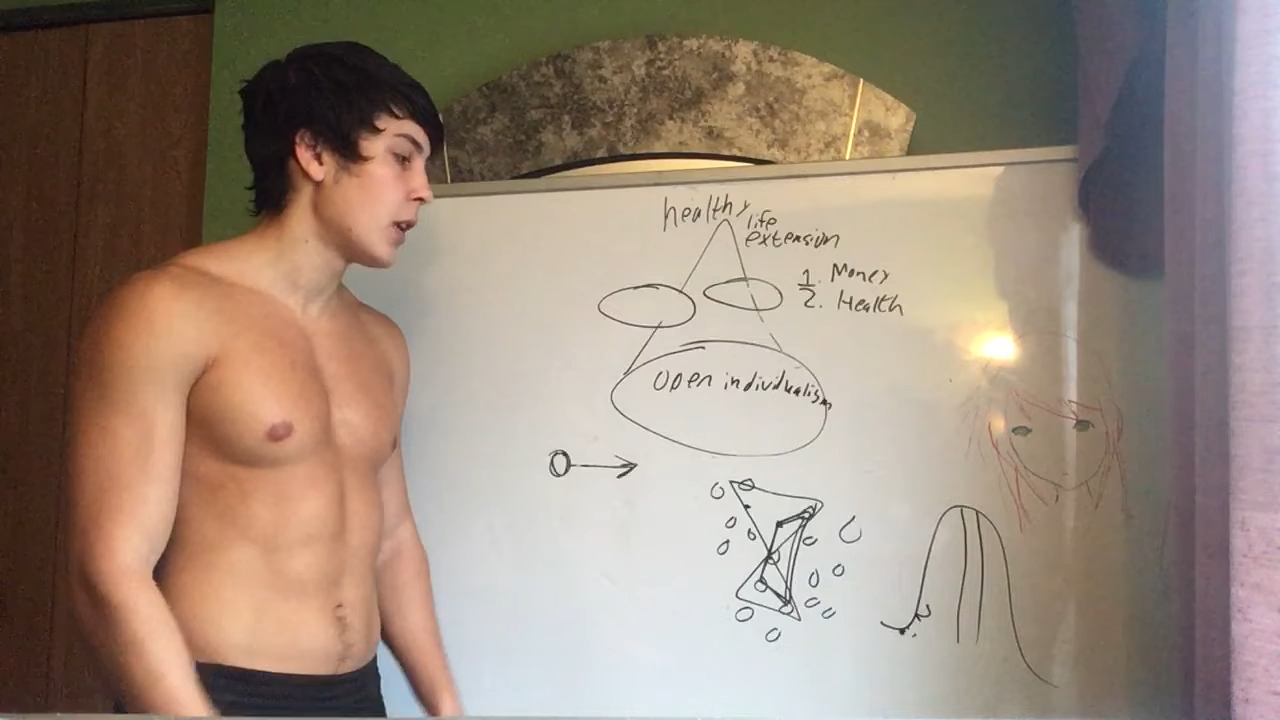 healthy
life
extension
1. Money
2. Health
open individualism